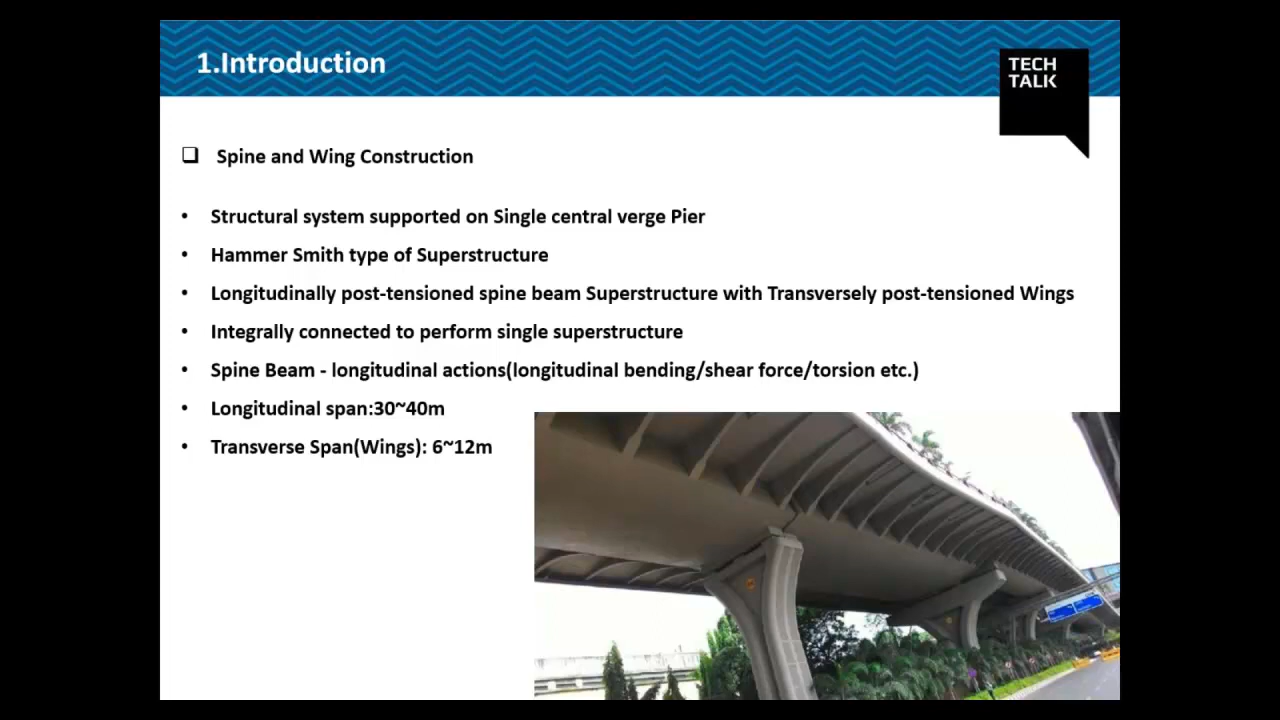 1.Introduction
TECH
TALK
Spine and Wing Construction
• Structural system supported on Single central verge Pier
• Hammer Smith type of Superstructure
• Longitudinally post-tensioned spine beam Superstructure with Transversely post-tensioned Wings
• Integrally connected to perform single superstructure
• Spine Beam - longitudinal actions(longitudinal bending/shear force/torsion etc.)
• Longitudinal span:30~40m
• Transverse Span(Wings): 6~12m